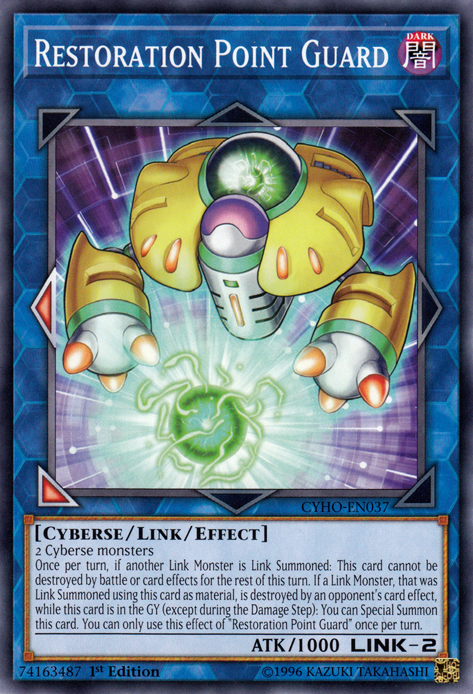 RESTORATION POINT GUARD
DARK
闇
CYHO-EN037
[CYBERSE/LINK/EFFECT]
2 Cyberse monsters
Once per turn, if another Link Monster is Link Summoned: This card cannot be
destroyed by battle or card effects for the rest of this turn. If a Link Monster, that was
Link Summoned using this card as material, is destroyed by an opponent's card effect,
while this card is in the GY (except during the Damage Step): You can Special Summon
this card. You can only use this effect of "Restoration Point Guard" once per turn.
ATK/1000 LINK-2
74163487 1st Edition ©1996 KAZUKI TAKAHASHI